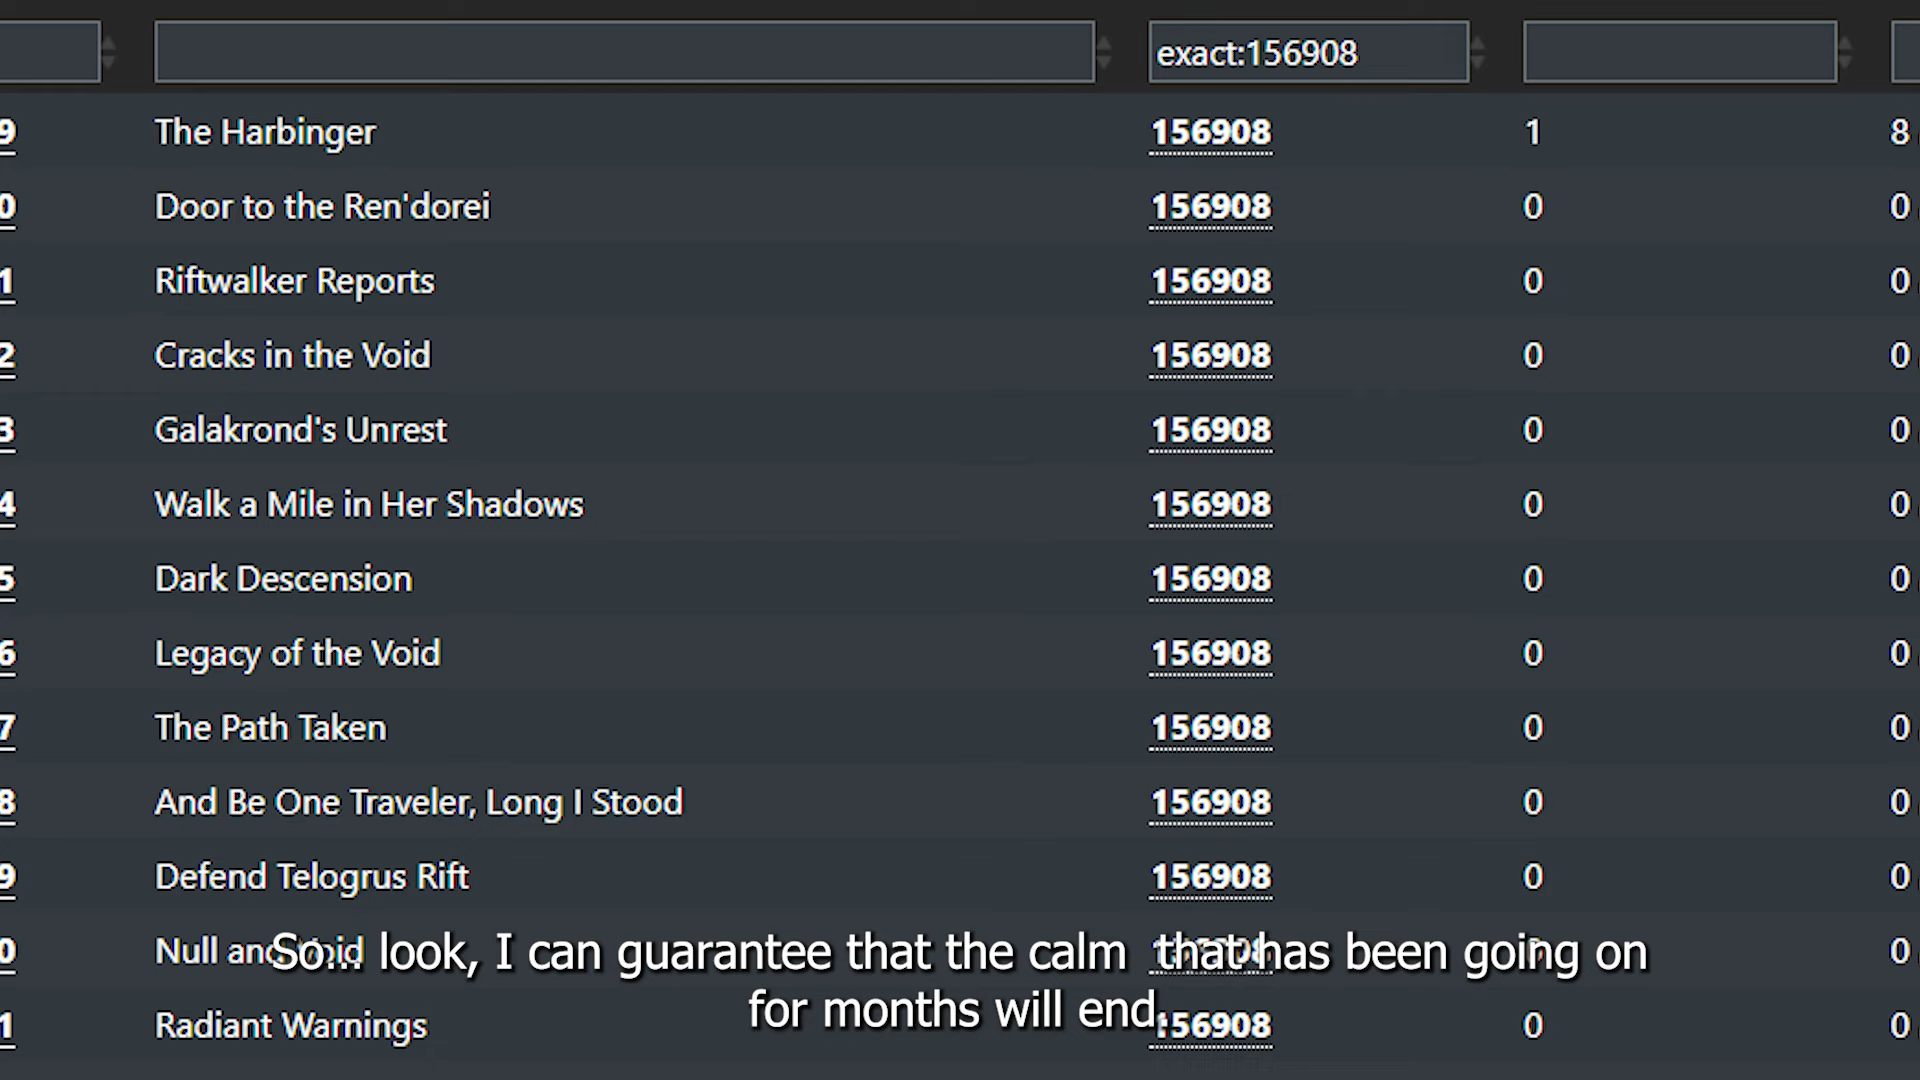 exact:156908
9 The Harbinger 156908 1 8
0 Door to the Ren'dorei 156908 0 0
1 Riftwalker Reports 156908 0 0
2 Cracks in the Void 156908 0 0
3 Galakrond's Unrest 156908 0 0
4 Walk a Mile in Her Shadows 156908 0 0
5 Dark Descension 156908 0 0
6 Legacy of the Void 156908 0 0
7 The Path Taken 156908 0 0
8 And Be One Traveler, Long I Stood 156908 0 0
9 Defend Telogrus Rift 156908 0 0
0 Null and Void 156908 0 0
So... look, I can guarantee that the calm that has been going on
for months will end.
1 Radiant Warnings 156908 0 0